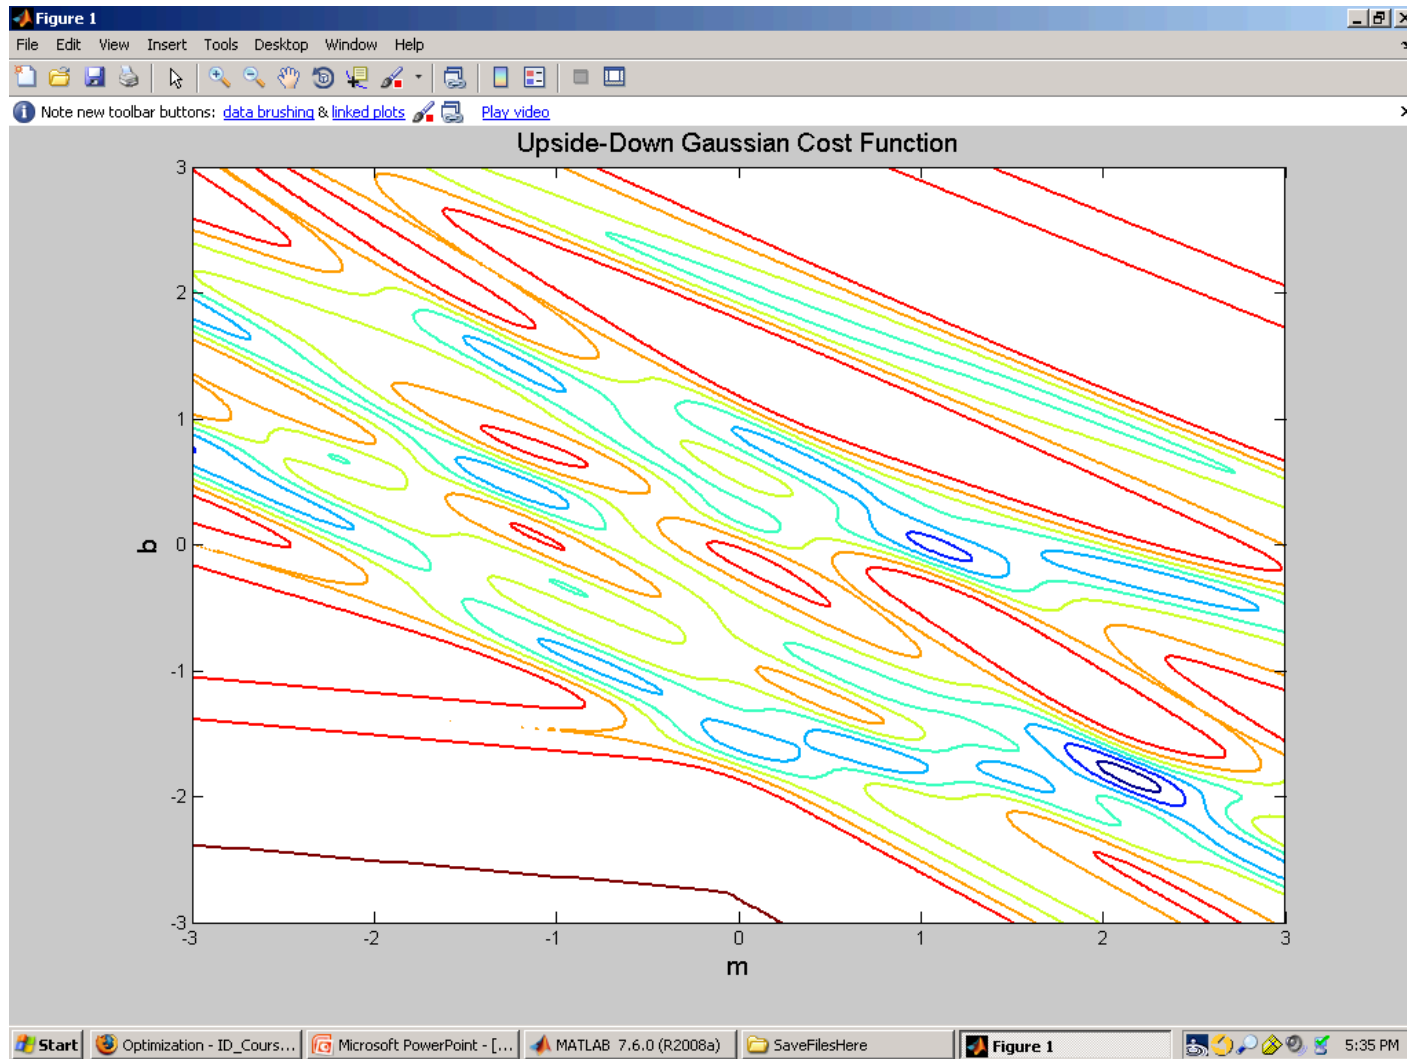 Figure 1
File Edit View Insert Tools Desktop Window Help
Note new toolbar buttons: data brushing & linked plots Play video
Upside-Down Gaussian Cost Function
3
2
1
0
-1
-2
-3
b
-3 -2 -1 0 1 2 3
m
Start Optimization - ID_Cours... Microsoft PowerPoint - [... MATLAB 7.6.0 (R2008a) SaveFilesHere Figure 1 5:35 PM